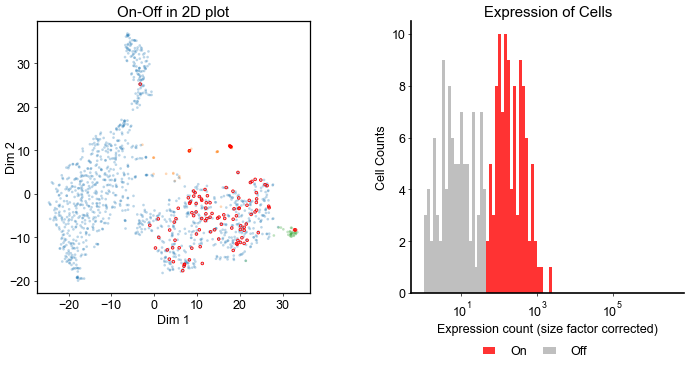 On-Off in 2D plot
Dim 2
30
20
10
0
−10
−20
−20 −10 0 10 20 30
Dim 1
Expression of Cells
Cell Counts
10
8
6
4
2
0
10^1 10^3 10^5
Expression count (size factor corrected)
On Off